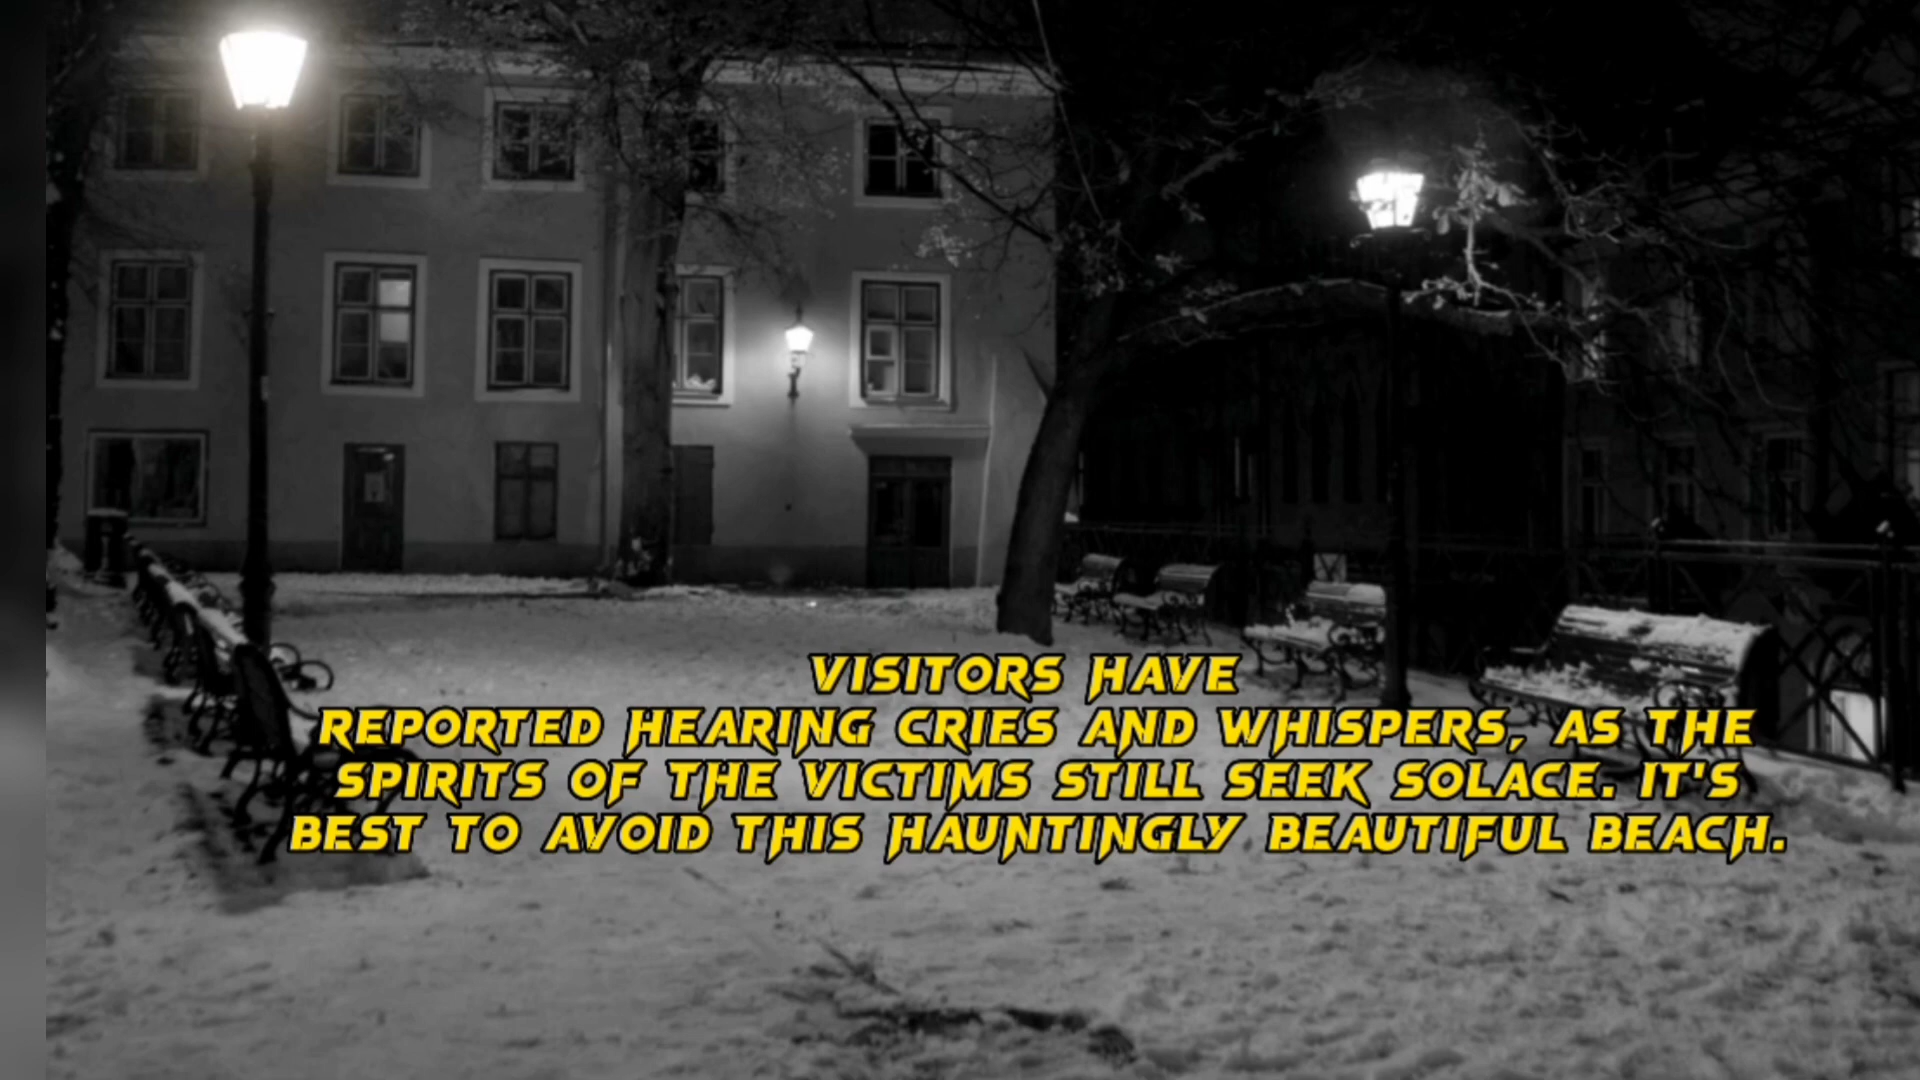 VISITORS HAVE
REPORTED HEARING CRIES AND WHISPERS, AS THE
SPIRITS OF THE VICTIMS STILL SEEK SOLACE. IT'S
BEST TO AVOID THIS HAUNTINGLY BEAUTIFUL BEACH.